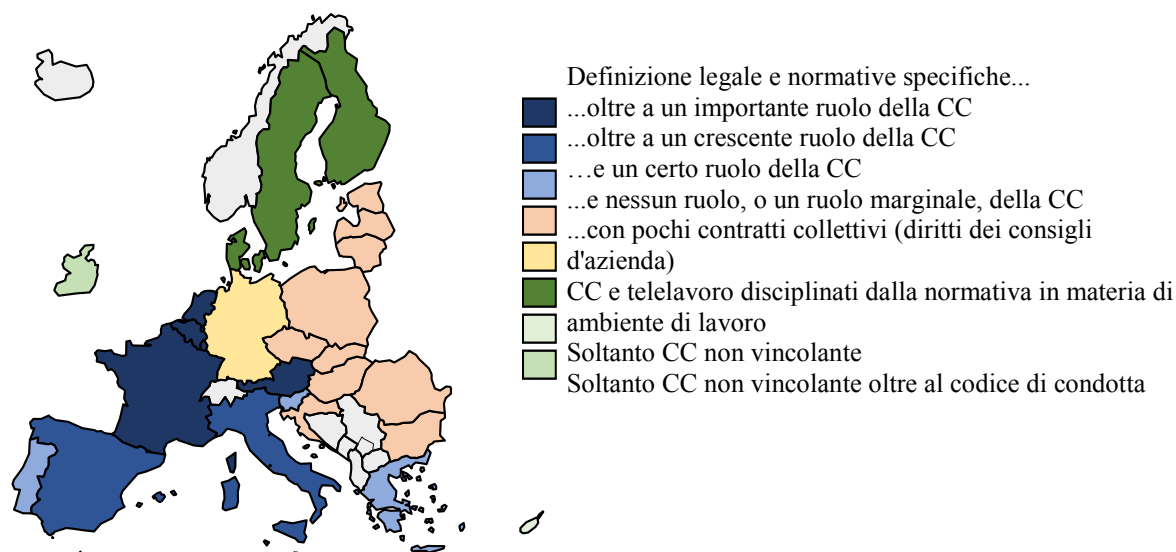 Definizione legale e normative specifiche...
...oltre a un importante ruolo della CC
...oltre a un crescente ruolo della CC
…e un certo ruolo della CC
...e nessun ruolo, o un ruolo marginale, della CC
...con pochi contratti collettivi (diritti dei consigli
d'azienda)
CC e telelavoro disciplinati dalla normativa in materia di
ambiente di lavoro
Soltanto CC non vincolante
Soltanto CC non vincolante oltre al codice di condotta